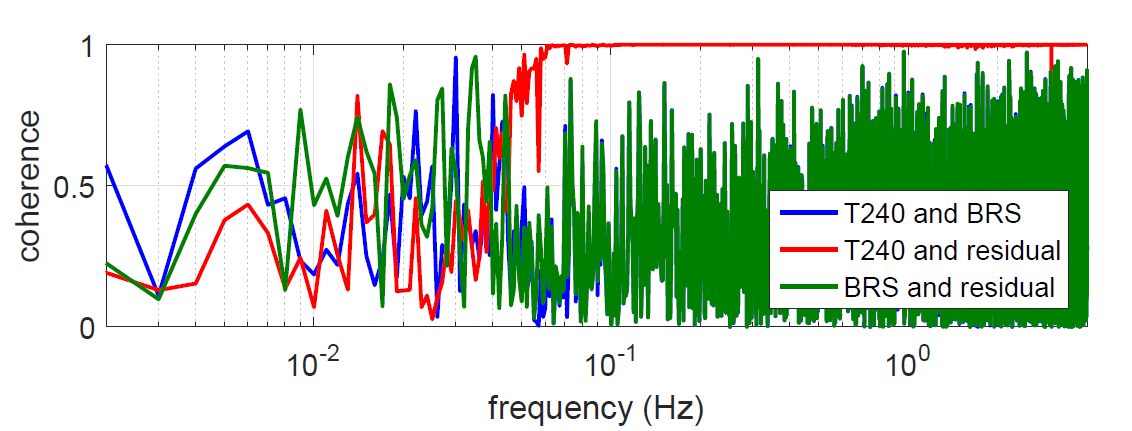 1
0.5
0
coherence
10^-2
10^-1
10^0
frequency (Hz)
T240 and BRS
T240 and residual
BRS and residual